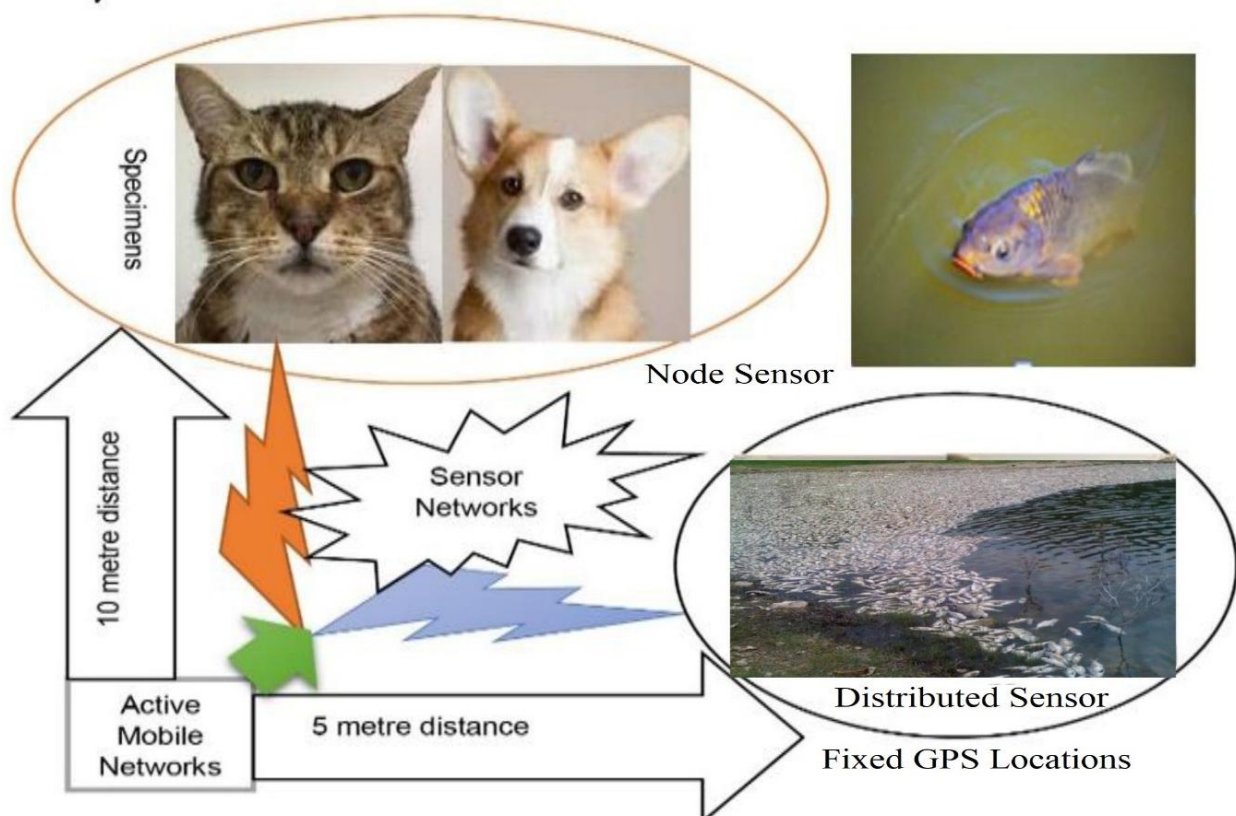 Specimens
Node Sensor
10 metre distance
Sensor
Networks
Distributed Sensor
Active
Mobile
Networks
5 metre distance
Fixed GPS Locations